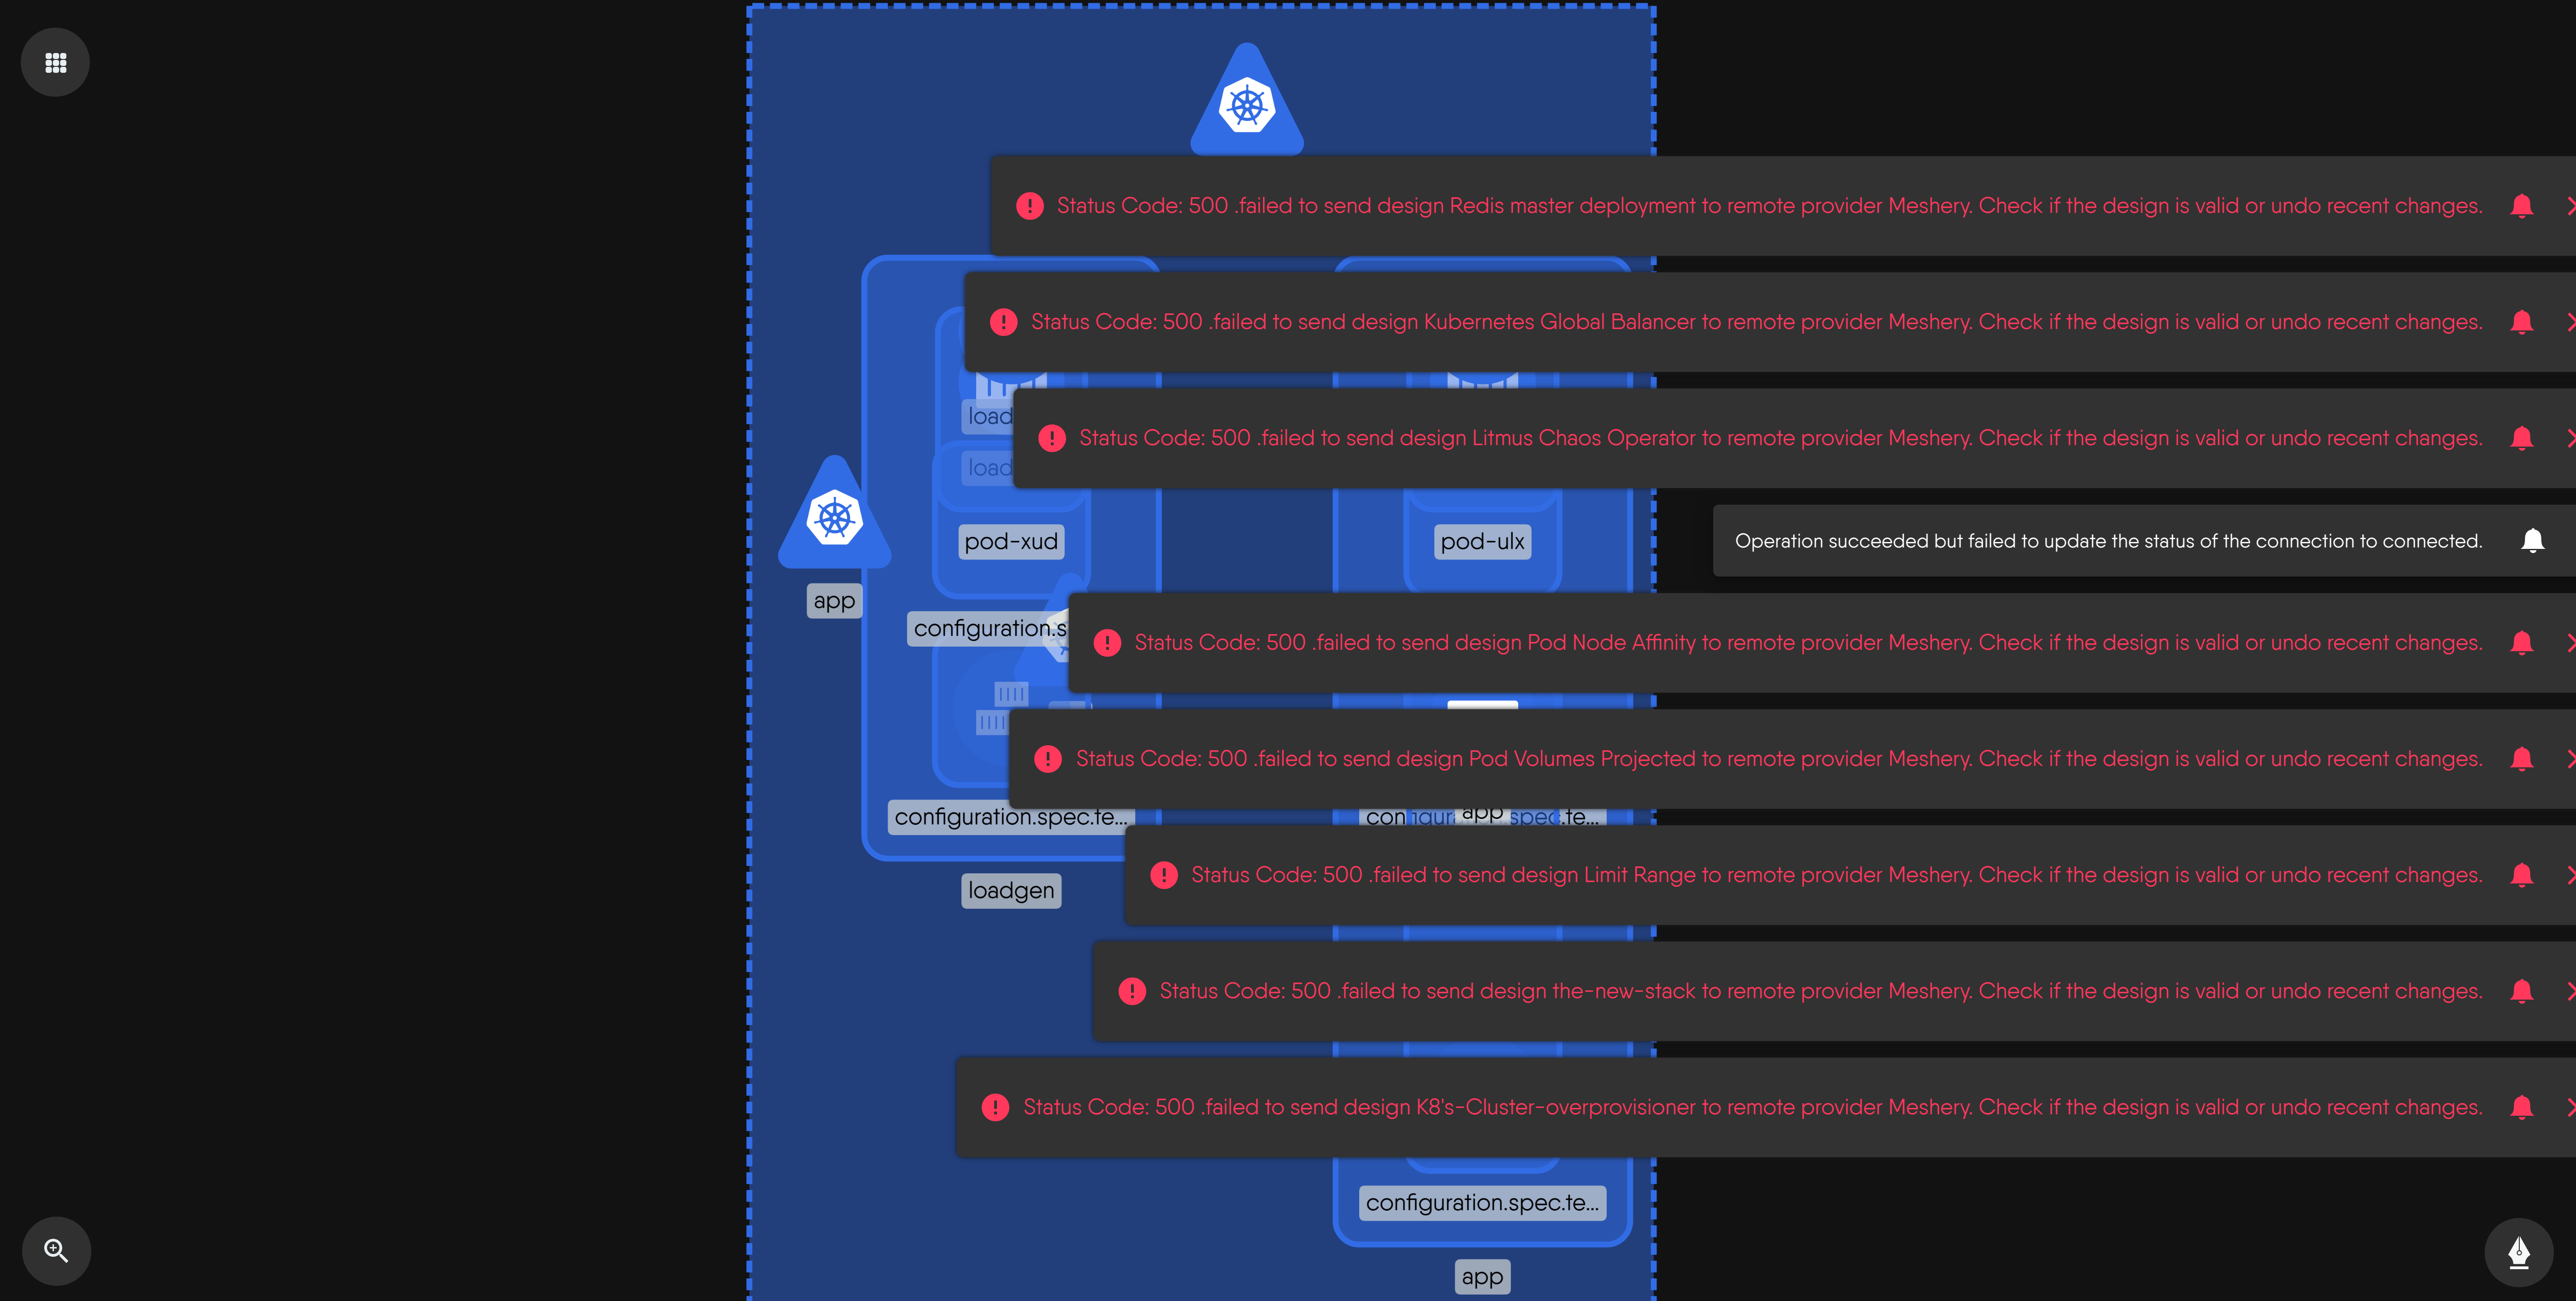 Status Code: 500 .failed to send design Redis master deployment to remote provider Meshery. Check if the design is valid or undo recent changes.
Status Code: 500 .failed to send design Kubernetes Global Balancer to remote provider Meshery. Check if the design is valid or undo recent changes.
load
Status Code: 500 .failed to send design Litmus Chaos Operator to remote provider Meshery. Check if the design is valid or undo recent changes.
load
pod-xud
pod-ulx
Operation succeeded but failed to update the status of the connection to connected.
app
configuration.s
Status Code: 500 .failed to send design Pod Node Affinity to remote provider Meshery. Check if the design is valid or undo recent changes.
Status Code: 500 .failed to send design Pod Volumes Projected to remote provider Meshery. Check if the design is valid or undo recent changes.
configuration.spec.te...
app
Status Code: 500 .failed to send design Limit Range to remote provider Meshery. Check if the design is valid or undo recent changes.
loadgen
Status Code: 500 .failed to send design the-new-stack to remote provider Meshery. Check if the design is valid or undo recent changes.
Status Code: 500 .failed to send design K8's-Cluster-overprovisioner to remote provider Meshery. Check if the design is valid or undo recent changes.
configuration.spec.te...
app